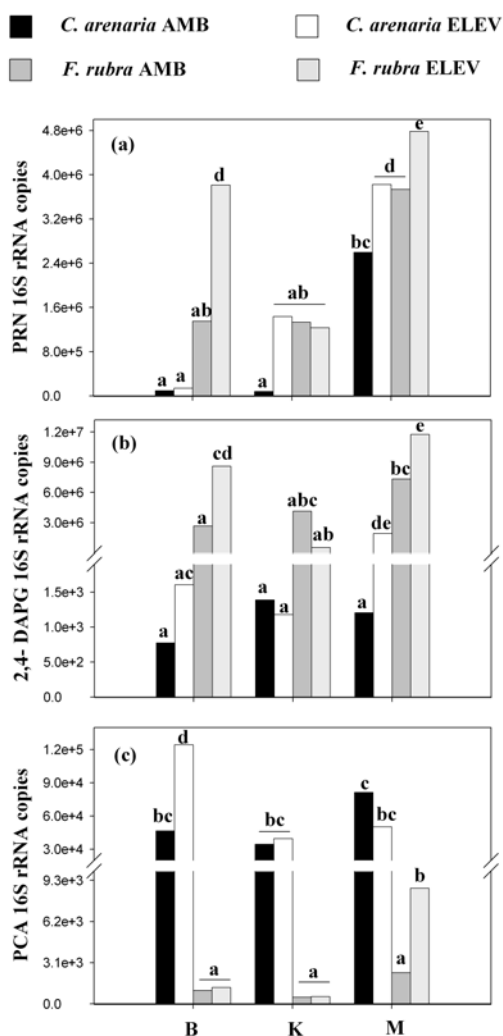 C. arenaria AMB C. arenaria ELEV
F. rubra AMB F. rubra ELEV
(a)
PRN 16S rRNA copies
4.8e+6
4.0e+6
3.2e+6
2.4e+6
1.6e+6
8.0e+5
0.0
a a ab d
a ab
bc d e
(b)
2,4- DAPG 16S rRNA copies
1.2e+7
9.0e+6
6.0e+6
3.0e+6
1.5e+3
1.0e+3
5.0e+2
0.0
a ac a cd
a a abc ab
a de bc e
(c)
PCA 16S rRNA copies
1.2e+5
9.0e+4
6.0e+4
3.0e+4
9.3e+3
6.2e+3
3.1e+3
0.0
bc d a
bc a
c bc a b
B K M